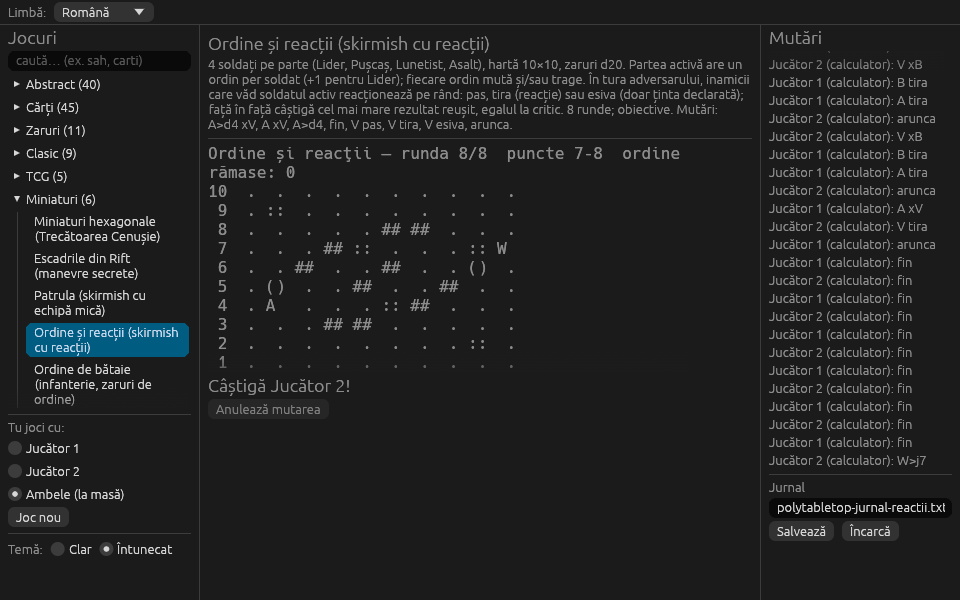 Limbă: Română
Jocuri
caută... (ex. sah, carti)
▸ Abstract (40)
▸ Cărți (45)
▸ Zaruri (11)
▸ Clasic (9)
▸ TCG (5)
▾ Miniaturi (6)
Miniaturi hexagonale
(Trecătoarea Cenușie)
Escadrile din Rift
(manevre secrete)
Patrula (skirmish cu
echipă mică)
Ordine și reacții (skirmish
cu reacții)
Ordine de bătaie
(infanterie, zaruri de
ordine)
Tu joci cu:
Jucător 1
Jucător 2
Ambele (la masă)
Joc nou
Temă: Clar Întunecat
Ordine și reacții (skirmish cu reacții)
4 soldați pe parte (Lider, Pușcaș, Lunetist, Asalt), hartă 10×10, zaruri d20. Partea activă are un
ordin per soldat (+1 pentru Lider); fiecare ordin mută și/sau trage. În tura adversarului, inamicii
care văd soldatul activ reacționează pe rând: pas, tira (reacție) sau esiva (doar ținta declarată);
față în față câștigă cel mai mare rezultat reușit, egalul la critic. 8 runde; obiective. Mutări:
A>d4 xV, A xV, A>d4, fin, V pas, V tira, V esiva, arunca.
Ordine și reacții — runda 8/8  puncte 7-8  ordine
rămase: 0
10  .  .  .  .  .  .  .  .  .  .
 9  . ::  .  .  .  .  .  .  .  .
 8  .  .  .  .  . ## ##  .  .  .
 7  .  .  . ## ::  .  .  . :: W
 6  .  . ##  .  . ##  .  . ()  .
 5  . ()  .  . ##  .  . ##  .  .
 4  . A  .  .  . :: ##  .  .  .
 3  .  .  . ## ##  .  .  .  .  .
 2  .  .  .  .  .  .  .  . ::  .
 1  .  .  .  .  .  .  .  .  .  .
Câștigă Jucător 2!
Anulează mutarea
Mutări
Jucător 2 (calculator): V xB
Jucător 1 (calculator): B tira
Jucător 1 (calculator): A tira
Jucător 2 (calculator): arunca
Jucător 2 (calculator): V xB
Jucător 1 (calculator): B tira
Jucător 1 (calculator): A tira
Jucător 2 (calculator): arunca
Jucător 1 (calculator): A xV
Jucător 2 (calculator): V tira
Jucător 1 (calculator): arunca
Jucător 1 (calculator): fin
Jucător 2 (calculator): fin
Jucător 1 (calculator): fin
Jucător 2 (calculator): fin
Jucător 1 (calculator): fin
Jucător 2 (calculator): fin
Jucător 1 (calculator): fin
Jucător 2 (calculator): fin
Jucător 1 (calculator): fin
Jucător 2 (calculator): fin
Jucător 1 (calculator): fin
Jucător 2 (calculator): W>j7
Jurnal
polytabletop-jurnal-reactii.txt
Salvează Încarcă